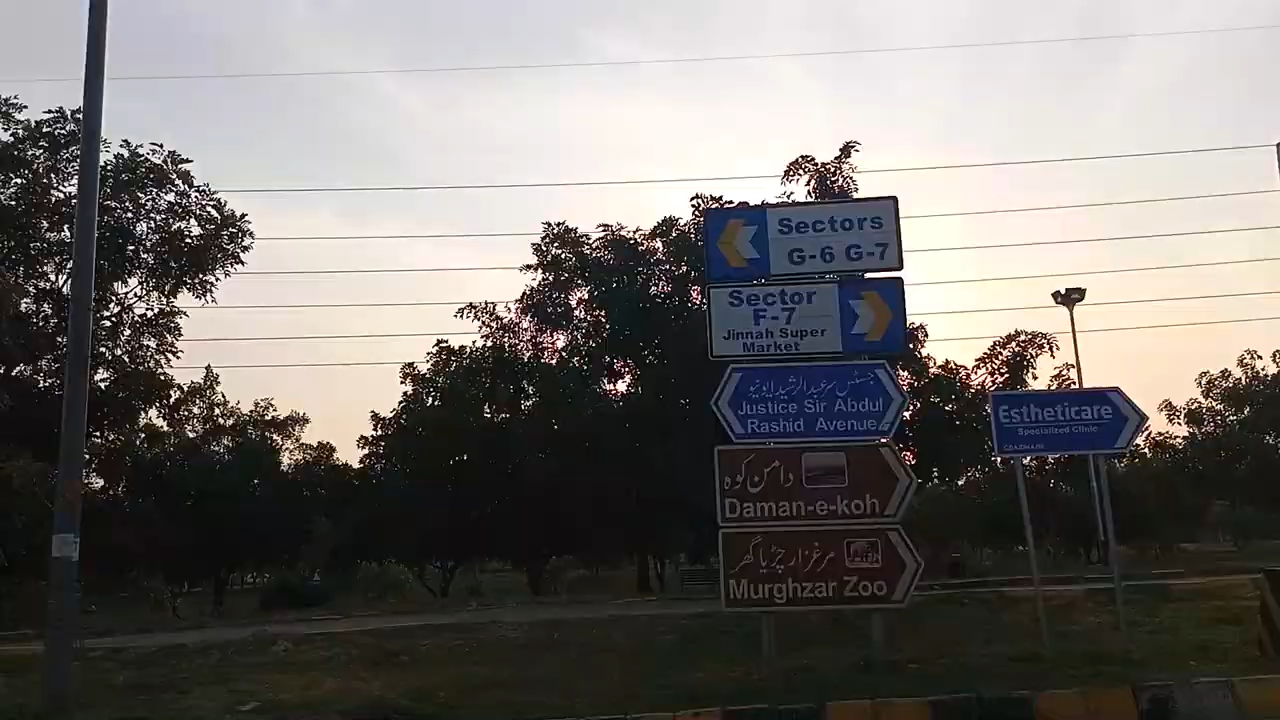 Sectors
G-6 G-7
Sector
F-7
Jinnah Super
Market
جسٹس سر عبدالرشید ایونیو
Justice Sir Abdul
Rashid Avenue
دامن کوہ
Daman-e-koh
مرغزار چڑیا گھر
Murghzar Zoo
Estheticare
Specialized Clinic